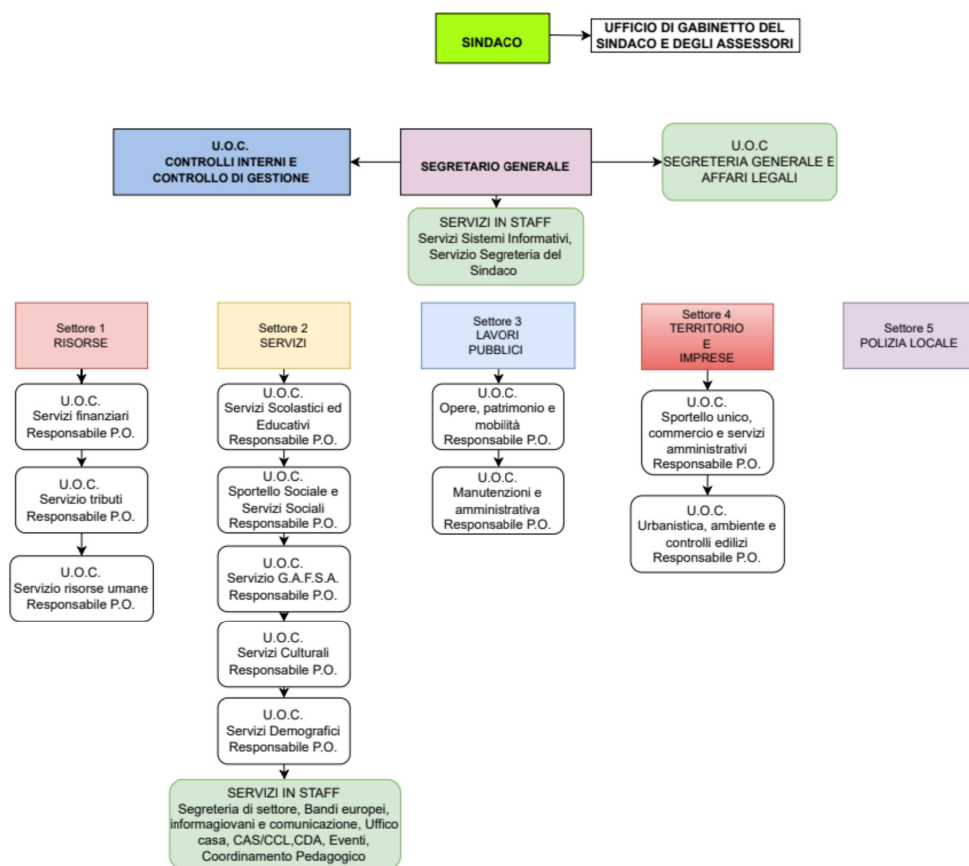 SINDACO
UFFICIO DI GABINETTO DEL
SINDACO E DEGLI ASSESSORI
U.O.C.
CONTROLLI INTERNI E
CONTROLLO DI GESTIONE
SEGRETARIO GENERALE
U.O.C
SEGRETERIA GENERALE E
AFFARI LEGALI
SERVIZI IN STAFF
Servizi Sistemi Informativi,
Servizio Segreteria del
Sindaco
Settore 1
RISORSE
U.O.C.
Servizi finanziari
Responsabile P.O.
U.O.C.
Servizio tributi
Responsabile P.O.
U.O.C.
Servizio risorse umane
Responsabile P.O.
Settore 2
SERVIZI
U.O.C.
Servizi Scolastici ed
Educativi
Responsabile P.O.
U.O.C.
Sportello Sociale e
Servizi Sociali
Responsabile P.O.
U.O.C.
Servizio G.A.F.S.A.
Responsabile P.O.
U.O.C.
Servizi Culturali
Responsabile P.O.
U.O.C.
Servizi Demografici
Responsabile P.O.
SERVIZI IN STAFF
Segreteria di settore, Bandi europei,
informagiovani e comunicazione, Uffico
casa, CAS/CCL,CDA, Eventi,
Coordinamento Pedagogico
Settore 3
LAVORI
PUBBLICI
U.O.C.
Opere, patrimonio e
mobilità
Responsabile P.O.
U.O.C.
Manutenzioni e
amministrativa
Responsabile P.O.
Settore 4
TERRITORIO
E
IMPRESE
U.O.C.
Sportello unico,
commercio e servizi
amministrativi
Responsabile P.O.
U.O.C.
Urbanistica, ambiente e
controlli edilizi
Responsabile P.O.
Settore 5
POLIZIA LOCALE